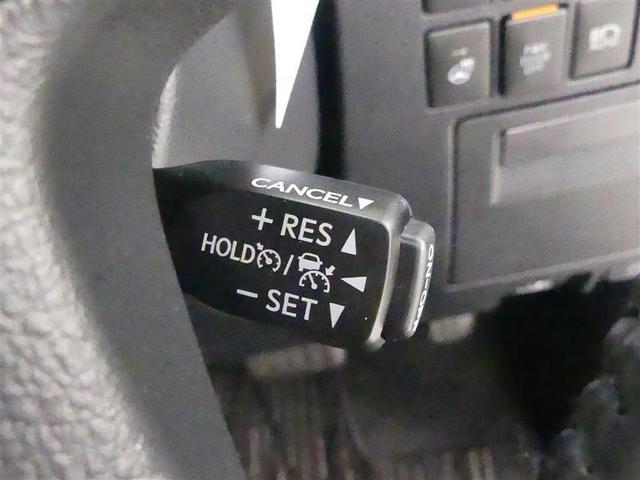 CANCEL▼
+ RES ▲
HOLD /
− SET ▼
ON-OFF